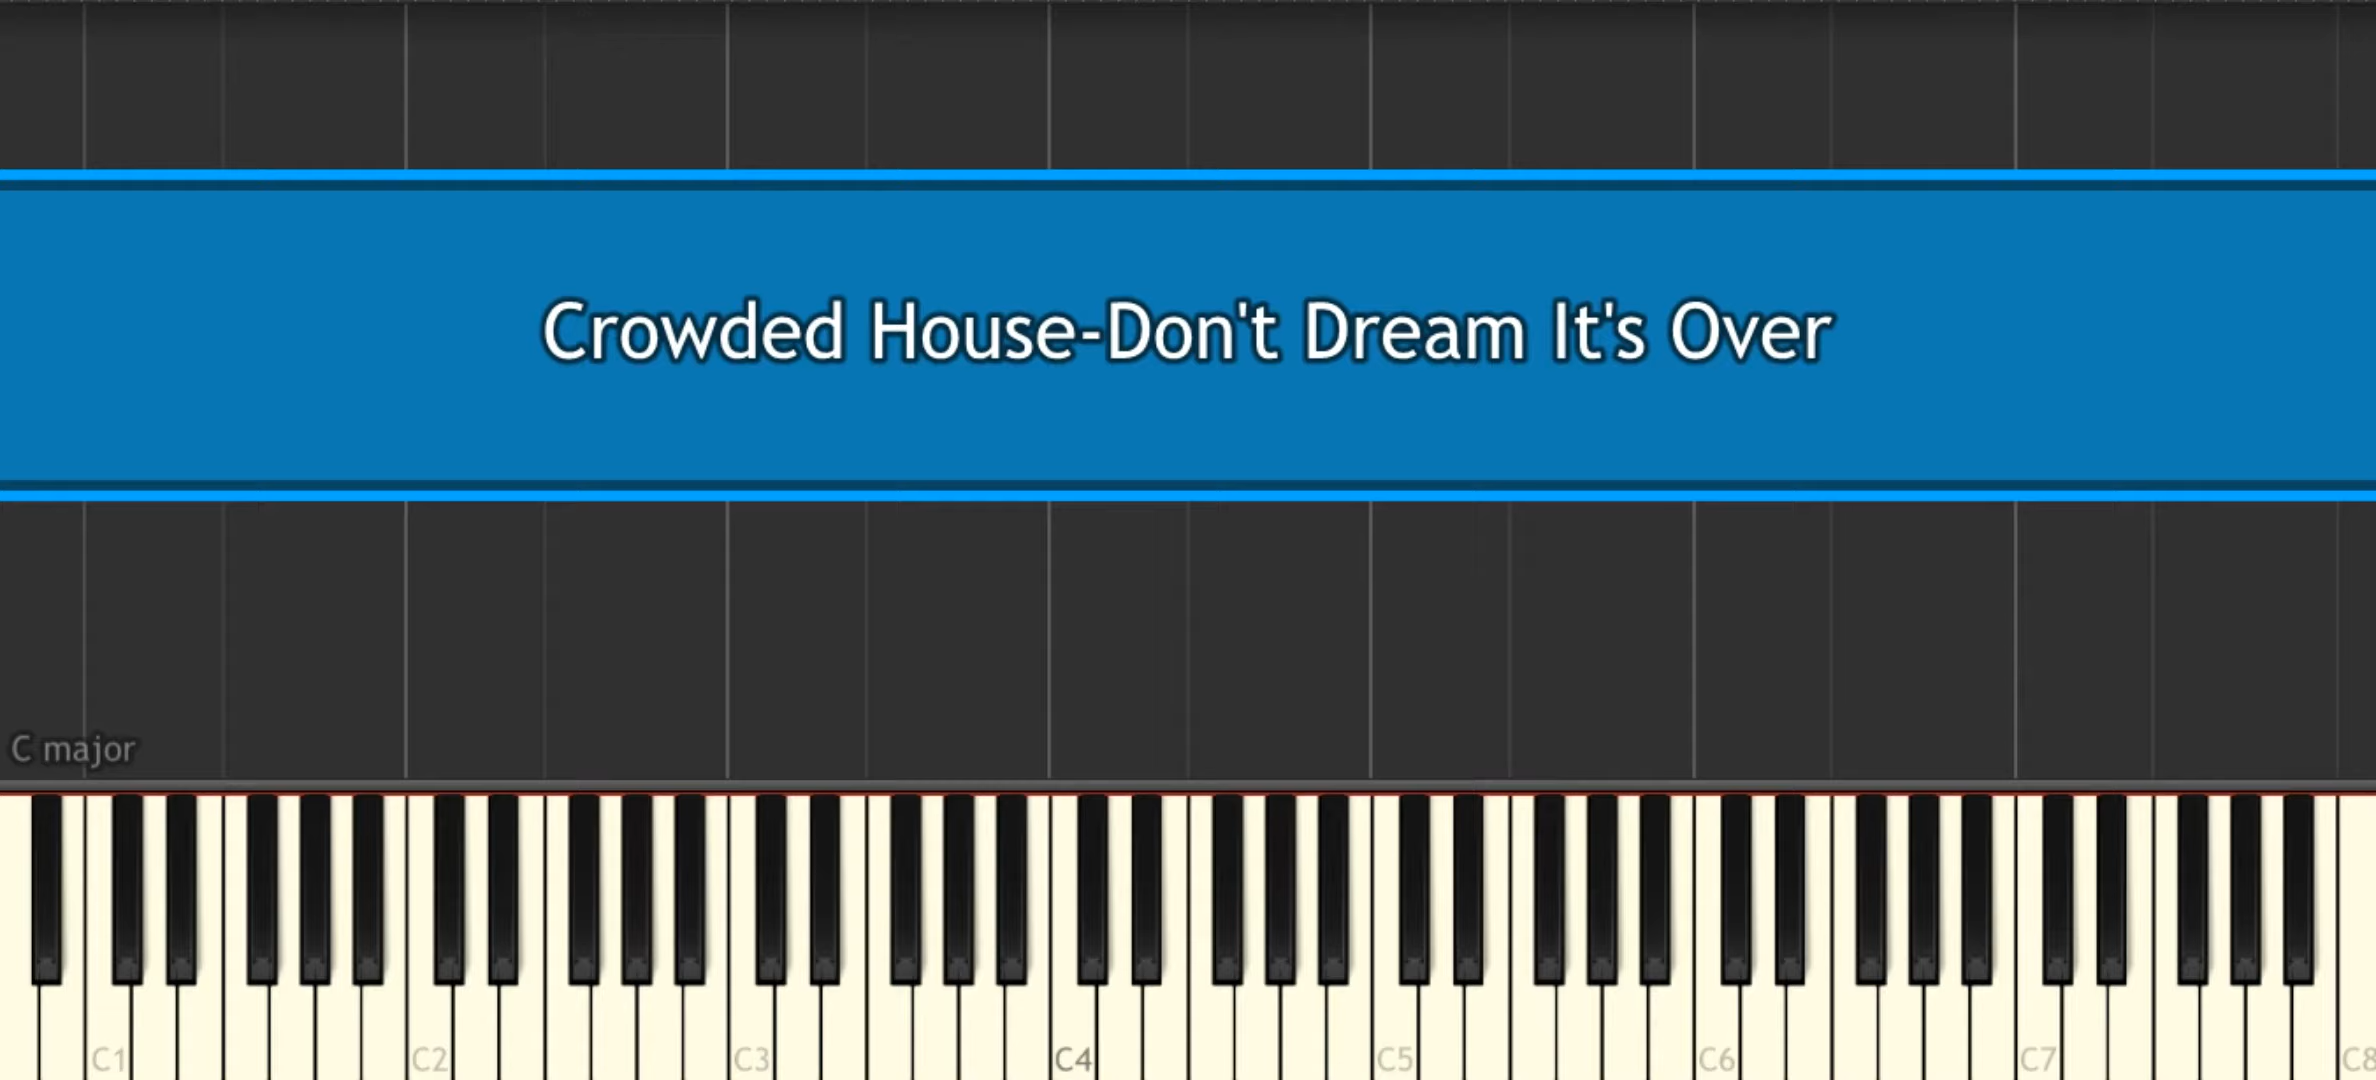 Crowded House-Don't Dream It's Over
C major
C1 C2 C3 C4 C5 C6 C7 C8